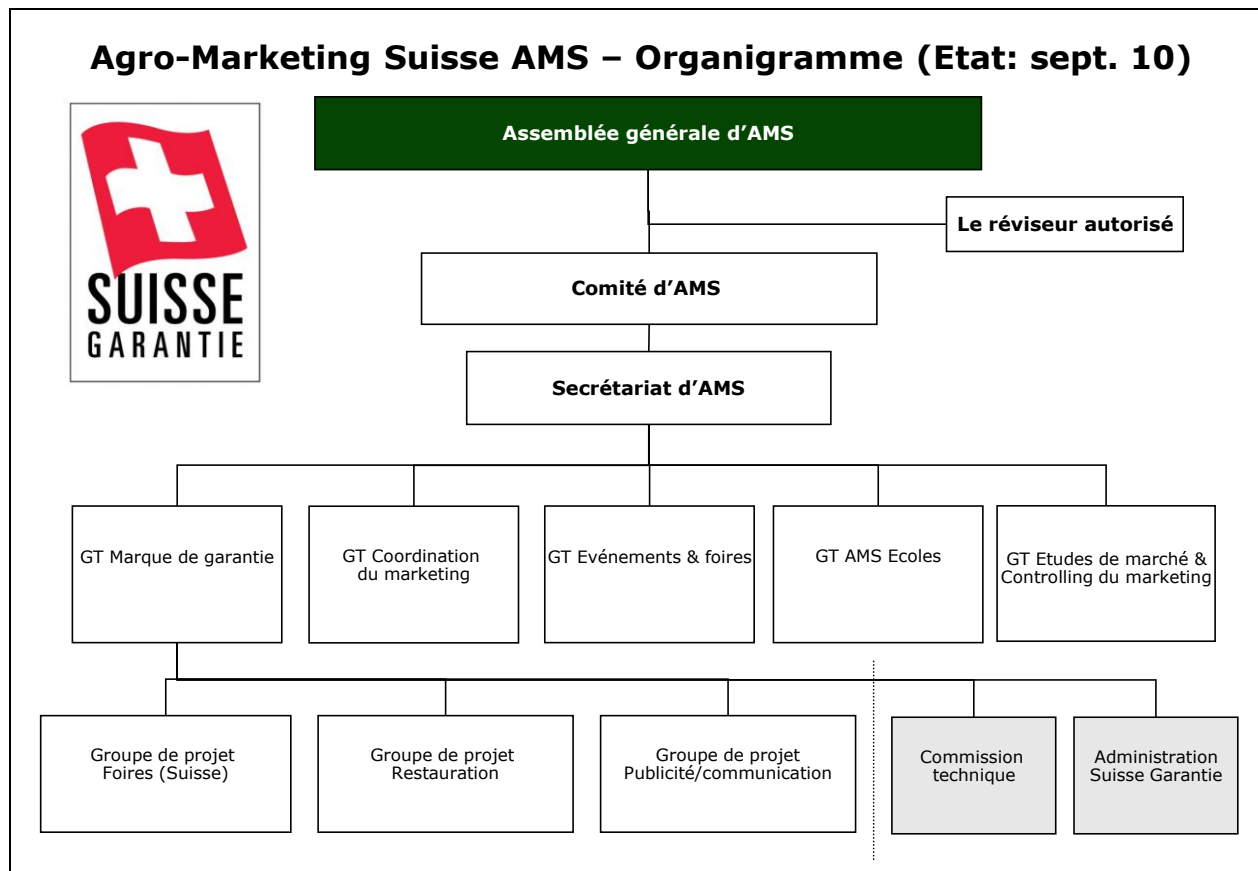 Agro-Marketing Suisse AMS – Organigramme (Etat: sept. 10)
SUISSE
GARANTIE
Assemblée générale d’AMS
Le réviseur autorisé
Comité d’AMS
Secrétariat d’AMS
GT Marque de garantie
GT Coordination
du marketing
GT Evénements & foires
GT AMS Ecoles
GT Etudes de marché &
Controlling du marketing
Groupe de projet
Foires (Suisse)
Groupe de projet
Restauration
Groupe de projet
Publicité/communication
Commission
technique
Administration
Suisse Garantie